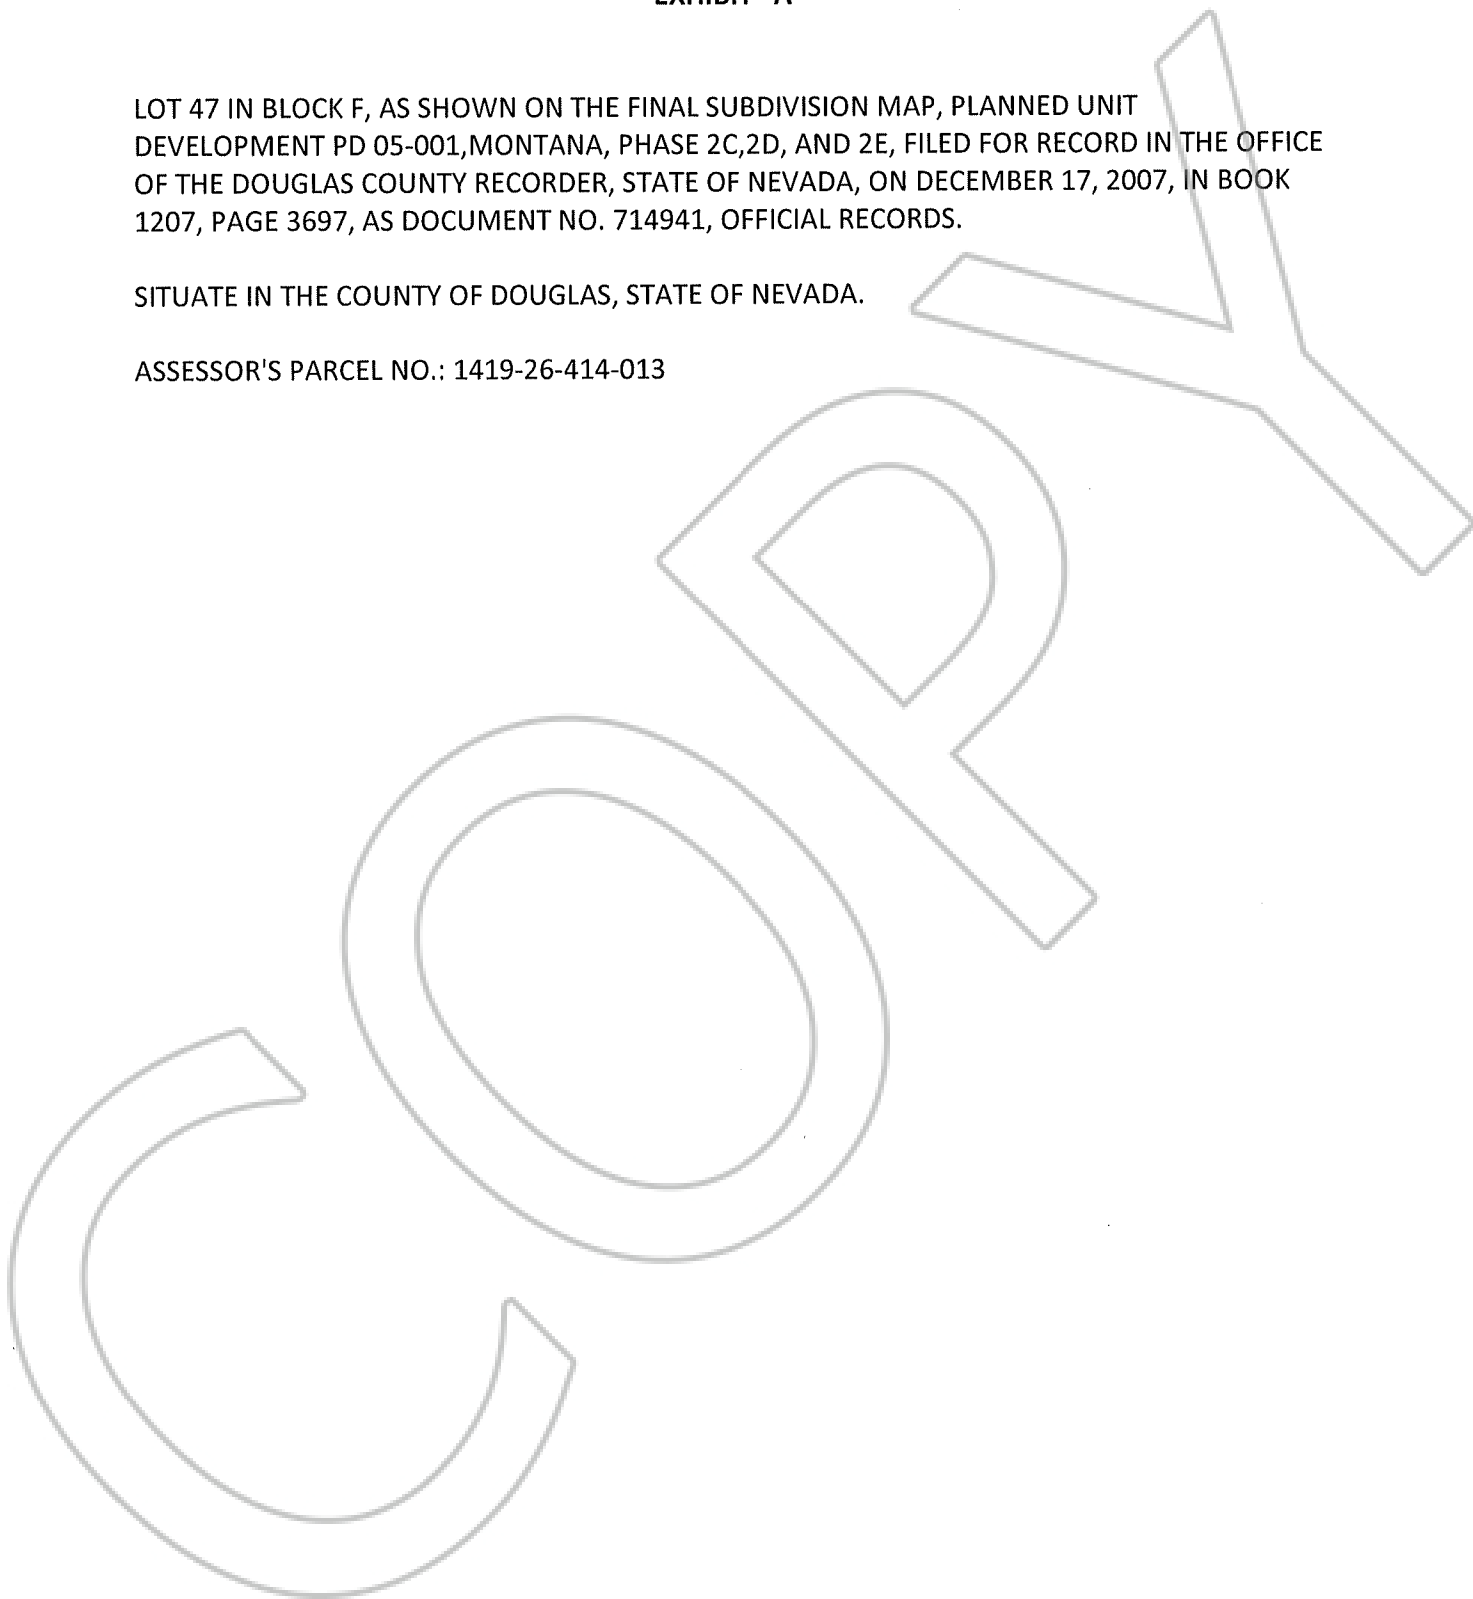 EXHIBIT "A"
LOT 47 IN BLOCK F, AS SHOWN ON THE FINAL SUBDIVISION MAP, PLANNED UNIT
DEVELOPMENT PD 05-001,MONTANA, PHASE 2C,2D, AND 2E, FILED FOR RECORD IN THE OFFICE
OF THE DOUGLAS COUNTY RECORDER, STATE OF NEVADA, ON DECEMBER 17, 2007, IN BOOK
1207, PAGE 3697, AS DOCUMENT NO. 714941, OFFICIAL RECORDS.
SITUATE IN THE COUNTY OF DOUGLAS, STATE OF NEVADA.
ASSESSOR'S PARCEL NO.: 1419-26-414-013
COPY